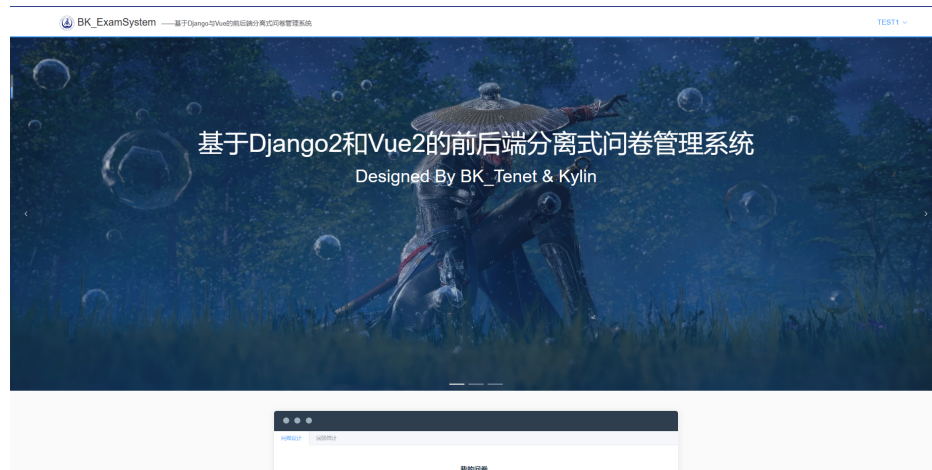 BK_ExamSystem ——基于Django与Vue的前后端分离式问卷管理系统
TEST1
基于Django2和Vue2的前后端分离式问卷管理系统
Designed By BK_Tenet & Kylin
问卷设计 问卷统计
我的问卷